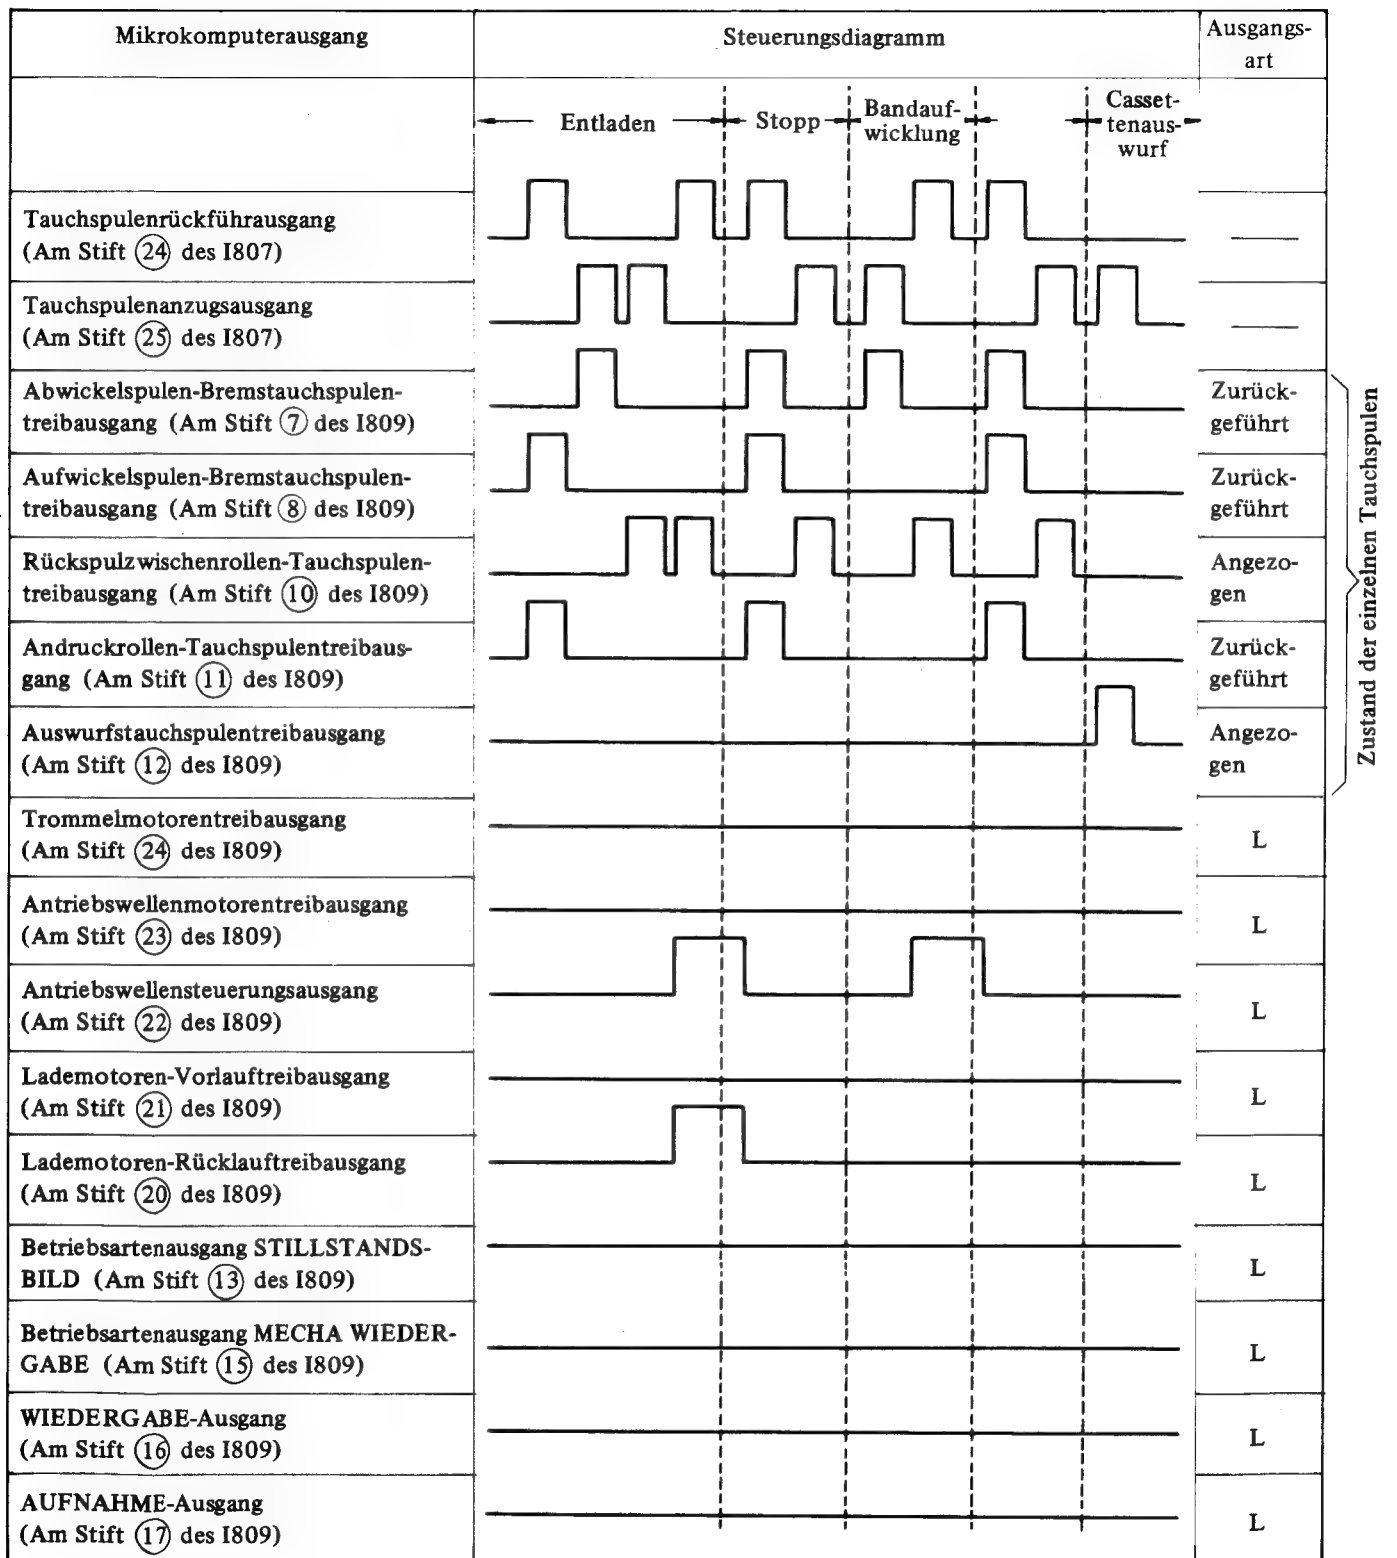 Mikrokomputerausgang
Steuerungsdiagramm
Ausgangs-
art
Entladen
Stopp
Bandauf-
wicklung
Casset-
tenaus-
wurf
Tauchspulenrückführausgang
(Am Stift 24 des I807)
Tauchspulenanzugsausgang
(Am Stift 25 des I807)
Abwickelspulen-Bremstauchspulen-
treibausgang (Am Stift 7 des I809)
Zurück-
geführt
Aufwickelspulen-Bremstauchspulen-
treibausgang (Am Stift 8 des I809)
Zurück-
geführt
Rückspulzwischenrollen-Tauchspulen-
treibausgang (Am Stift 10 des I809)
Angezo-
gen
Andruckrollen-Tauchspulentreibaus-
gang (Am Stift 11 des I809)
Zurück-
geführt
Auswurfstauchspulentreibausgang
(Am Stift 12 des I809)
Angezo-
gen
Zustand der einzelnen Tauchspulen
Trommelmotorentreibausgang
(Am Stift 24 des I809)
L
Antriebswellenmotorentreibausgang
(Am Stift 23 des I809)
L
Antriebswellensteuerungsausgang
(Am Stift 22 des I809)
L
Lademotoren-Vorlauftreibausgang
(Am Stift 21 des I809)
L
Lademotoren-Rücklauftreibausgang
(Am Stift 20 des I809)
L
Betriebsartenausgang STILLSTANDS-
BILD (Am Stift 13 des I809)
L
Betriebsartenausgang MECHA WIEDER-
GABE (Am Stift 15 des I809)
L
WIEDERGABE-Ausgang
(Am Stift 16 des I809)
L
AUFNAHME-Ausgang
(Am Stift 17 des I809)
L